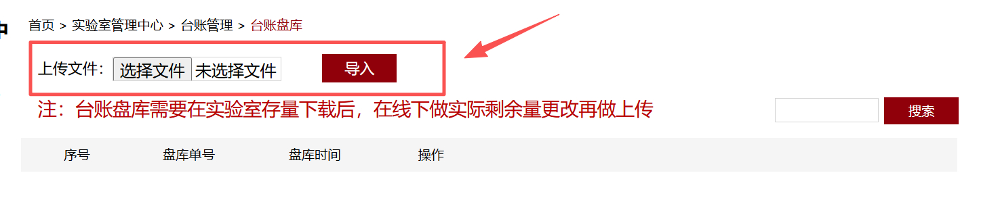 首页 > 实验室管理中心 > 台账管理 > 台账盘库
上传文件： 选择文件 未选择文件 导入
注：台账盘库需要在实验室存量下载后，在线下做实际剩余量更改再做上传
搜索
序号 盘库单号 盘库时间 操作